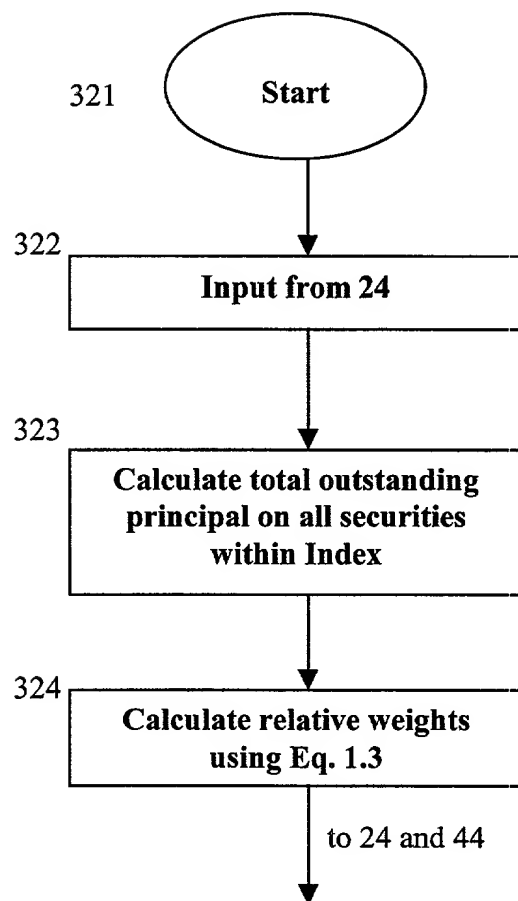 321
Start
322
Input from 24
323
Calculate total outstanding
principal on all securities
within Index
324
Calculate relative weights
using Eq. 1.3
to 24 and 44